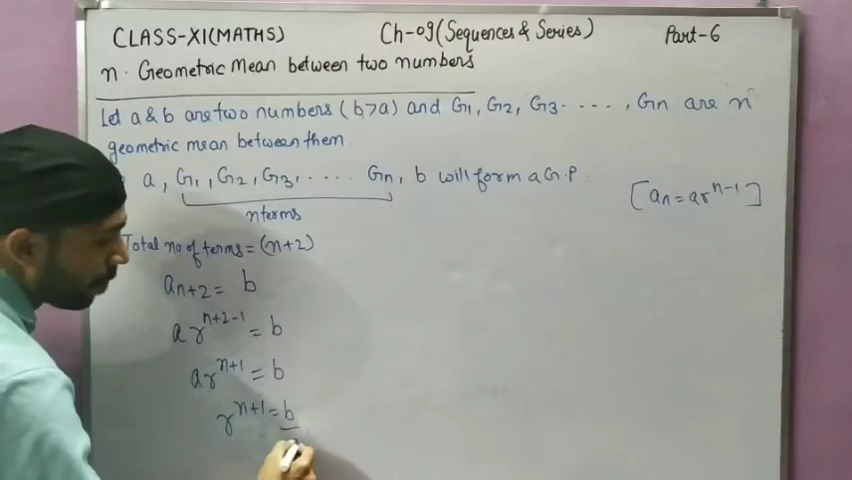 CLASS-XI(MATHS) Ch-09(Sequences & Series) Part-6
n. Geometric Mean between two numbers
Let a & b are two numbers (b>a) and G1, G2, G3 ....., Gn are n
geometric mean between them.
a, G1, G2, G3, ..... Gn, b will form a G.P.
[an = ar^n-1]
n terms
Total no of terms = (n+2)
an+2 = b
ar^n+2-1 = b
ar^n+1 = b
r^n+1 = b